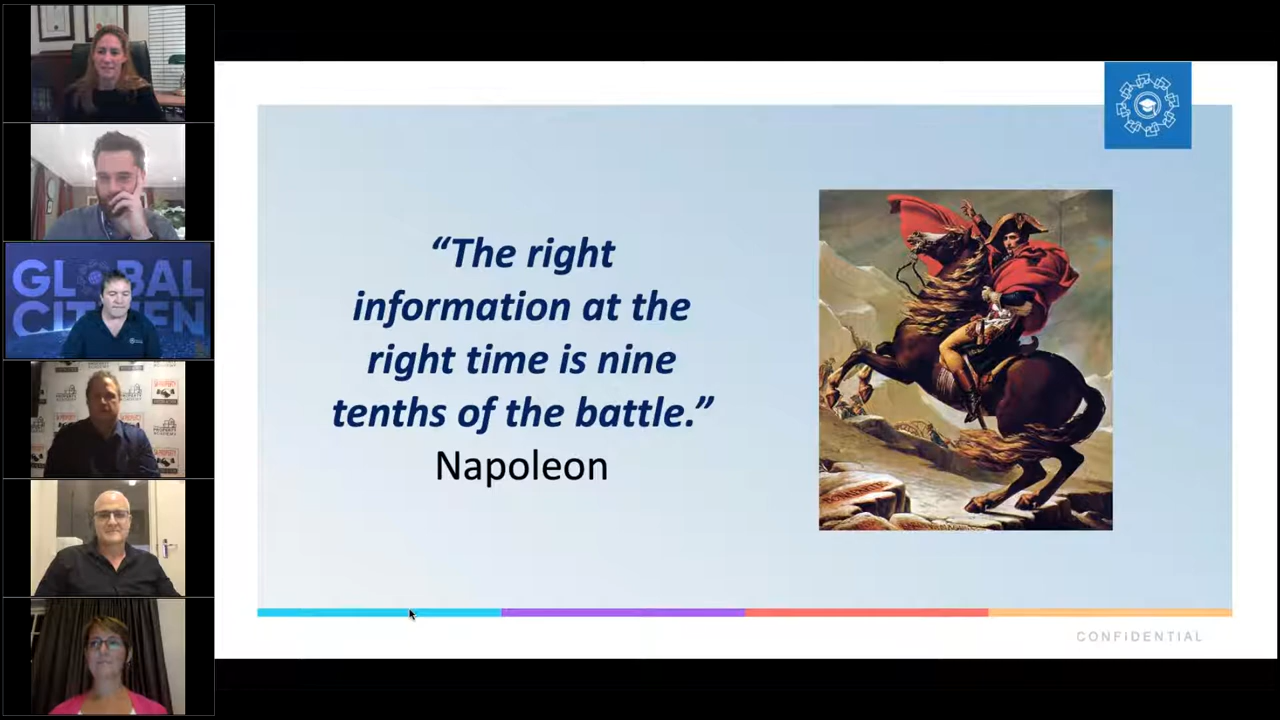 GLOBAL
CITIZEN
“The right
information at the
right time is nine
tenths of the battle.”
Napoleon
CONFIDENTIAL